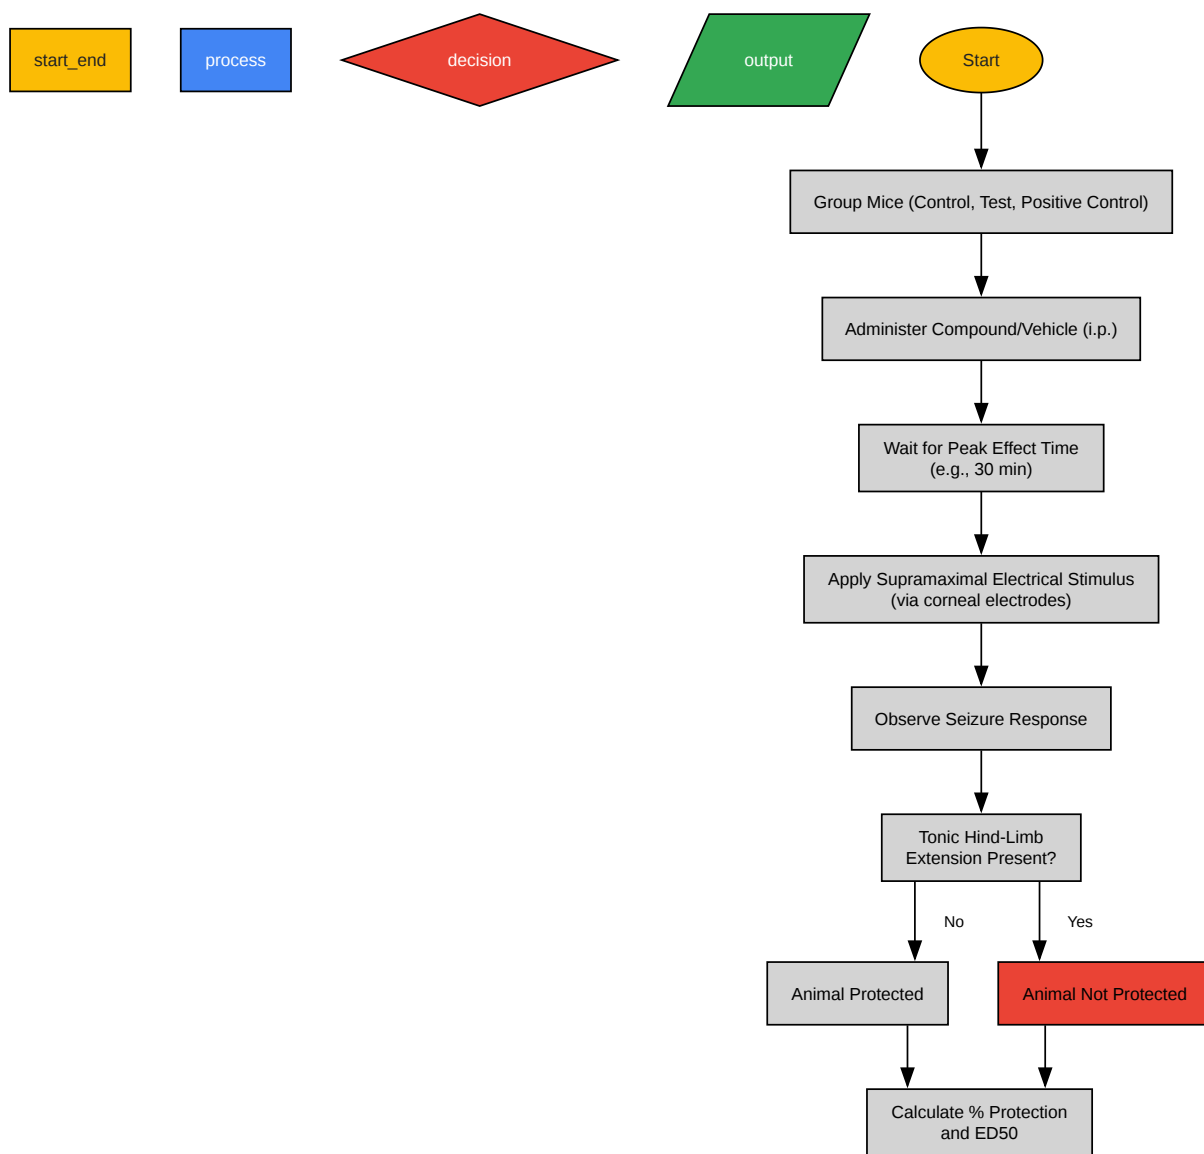 start_end
process
decision
output
Start
Group Mice (Control, Test, Positive Control)
Administer Compound/Vehicle (i.p.)
Wait for Peak Effect Time
(e.g., 30 min)
Apply Supramaximal Electrical Stimulus
(via corneal electrodes)
Observe Seizure Response
Tonic Hind-Limb
Extension Present?
No
Yes
Animal Protected
Animal Not Protected
Calculate % Protection
and ED50